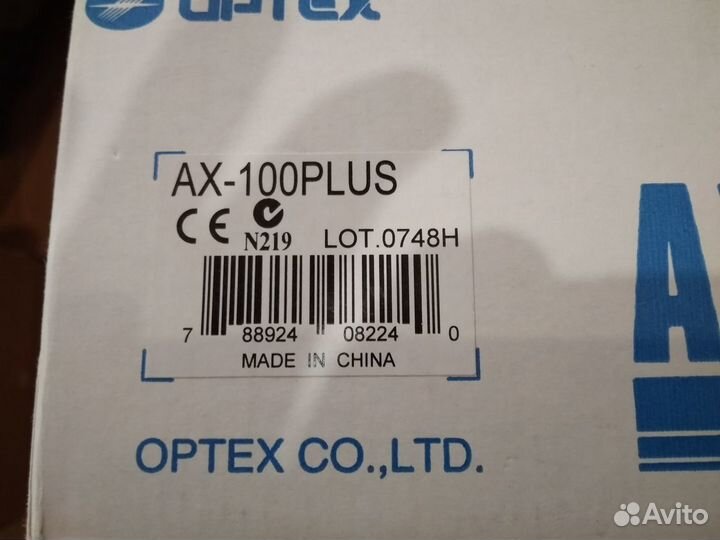 OPTEX
AX-100PLUS
CE N219 LOT.0748H
7 88924 08224 0
MADE IN CHINA
OPTEX CO.,LTD.
A
Avito